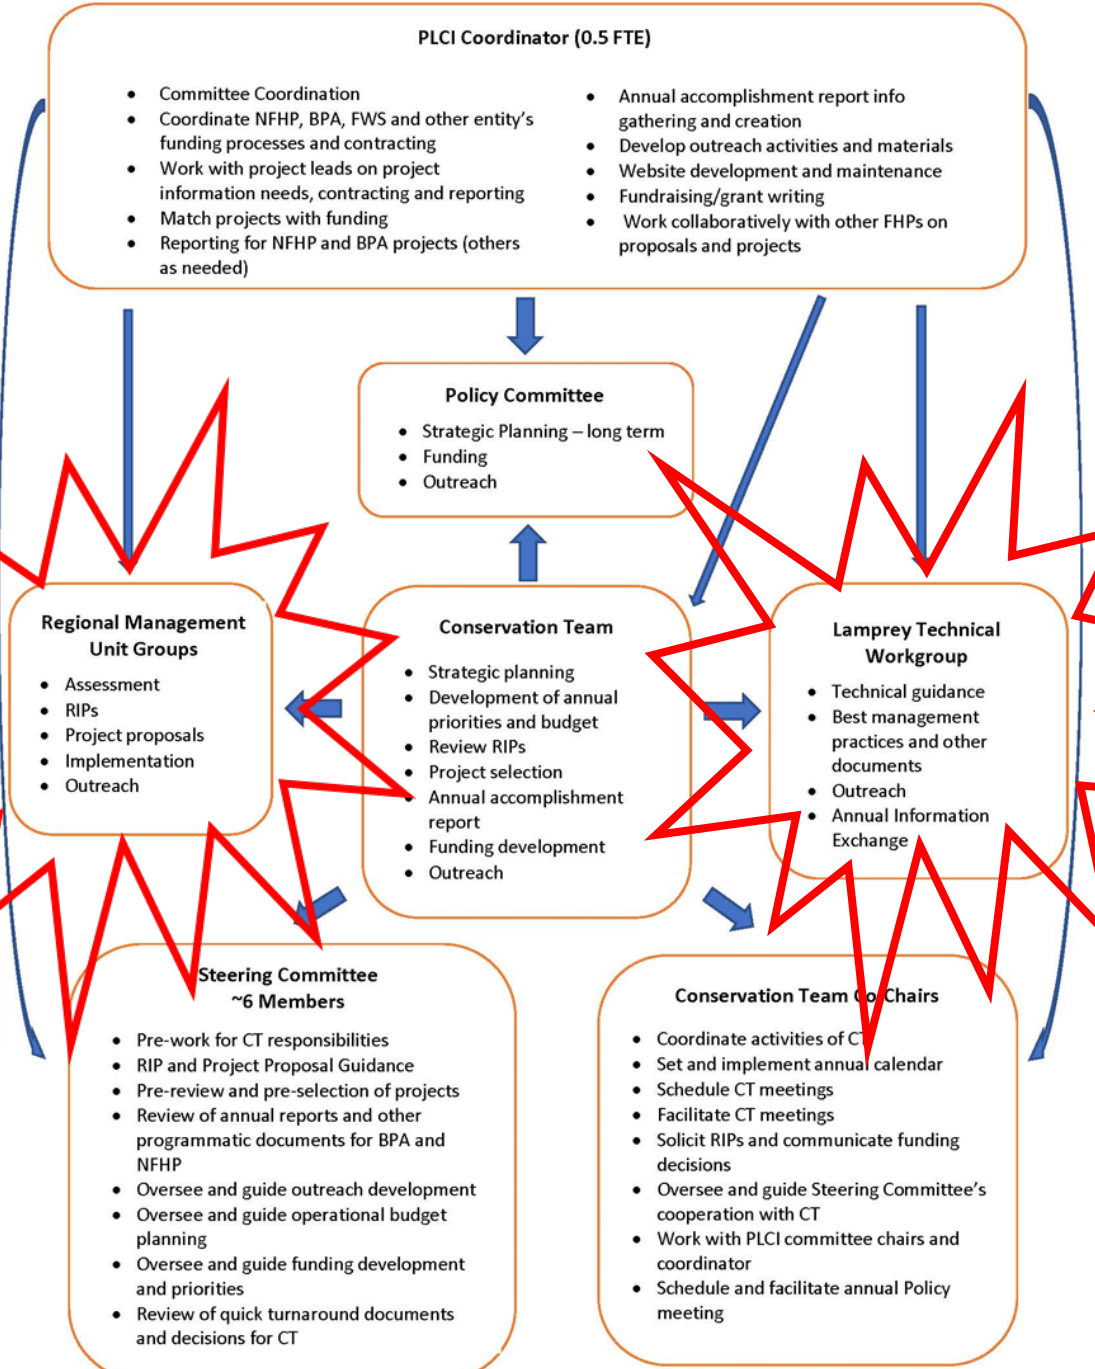 PLCI Coordinator (0.5 FTE)
• Committee Coordination
• Coordinate NFHP, BPA, FWS and other entity's
funding processes and contracting
• Work with project leads on project
information needs, contracting and reporting
• Match projects with funding
• Reporting for NFHP and BPA projects (others
as needed)
• Annual accomplishment report info
gathering and creation
• Develop outreach activities and materials
• Website development and maintenance
• Fundraising/grant writing
• Work collaboratively with other FHPs on
proposals and projects
Policy Committee
• Strategic Planning – long term
• Funding
• Outreach
Regional Management
Unit Groups
• Assessment
• RIPs
• Project proposals
• Implementation
• Outreach
Conservation Team
• Strategic planning
• Development of annual
priorities and budget
• Review RIPs
• Project selection
• Annual accomplishment
report
• Funding development
• Outreach
Lamprey Technical
Workgroup
• Technical guidance
• Best management
practices and other
documents
• Outreach
• Annual Information
Exchange
Steering Committee
~6 Members
• Pre-work for CT responsibilities
• RIP and Project Proposal Guidance
• Pre-review and pre-selection of projects
• Review of annual reports and other
programmatic documents for BPA and
NFHP
• Oversee and guide outreach development
• Oversee and guide operational budget
planning
• Oversee and guide funding development
and priorities
• Review of quick turnaround documents
and decisions for CT
Conservation Team Co Chairs
• Coordinate activities of CT
• Set and implement annual calendar
• Schedule CT meetings
• Facilitate CT meetings
• Solicit RIPs and communicate funding
decisions
• Oversee and guide Steering Committee's
cooperation with CT
• Work with PLCI committee chairs and
coordinator
• Schedule and facilitate annual Policy
meeting